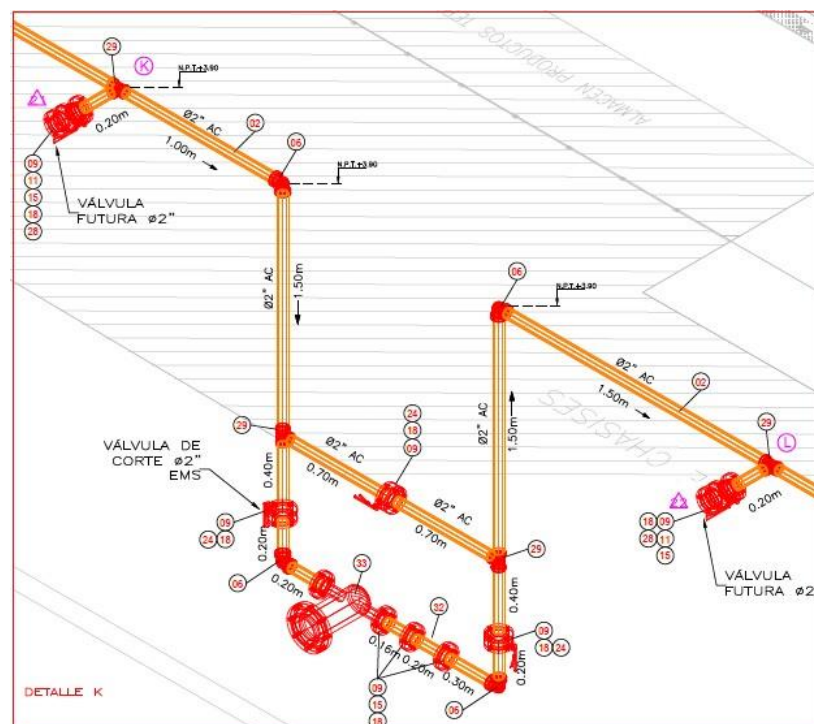 ALMACEN PRODUCTOS TER
29
K
N.P.T.+3.90
2
0.20m
Ø2" AC
02
1.00m
06
N.P.T.+3.90
09
11
15
18
28
VÁLVULA
FUTURA Ø2"
Ø2" AC
1.50m
06
N.P.T.+3.90
Ø2" AC
02
1.50m
CHASISES
Ø2" AC
1.50m
29
L
0.20m
18
09
28
11
15
VÁLVULA
FUTURA Ø2
24
18
09
29
Ø2" AC
0.70m
Ø2" AC
0.70m
VÁLVULA DE
CORTE Ø2"
EMS
0.40m
09
24
18
0.20m
06
0.20m
29
0.40m
33
32
09
18
24
0.20m
0.16m
0.20m
0.30m
09
15
18
06
DETALLE K